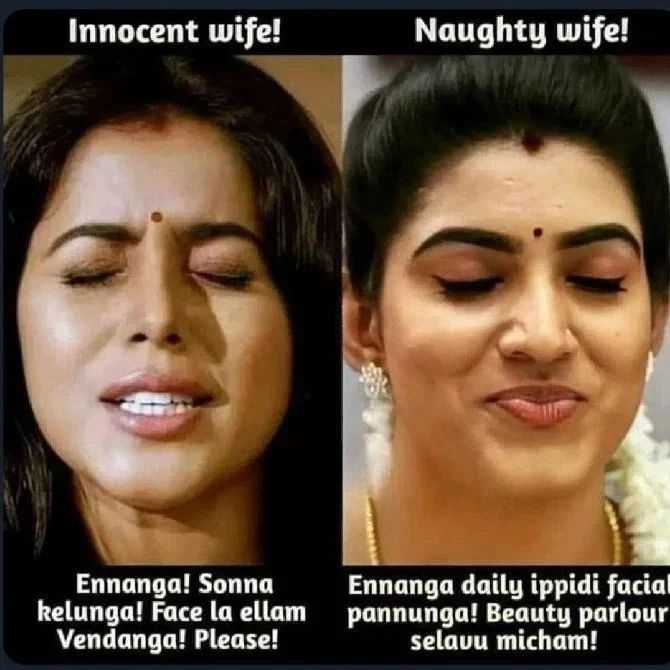 Innocent wife!
Naughty wife!
Ennanga! Sonna
kelunga! Face la ellam
Vendanga! Please!
Ennanga daily ippidi facial
pannunga! Beauty parlour
selavu micham!